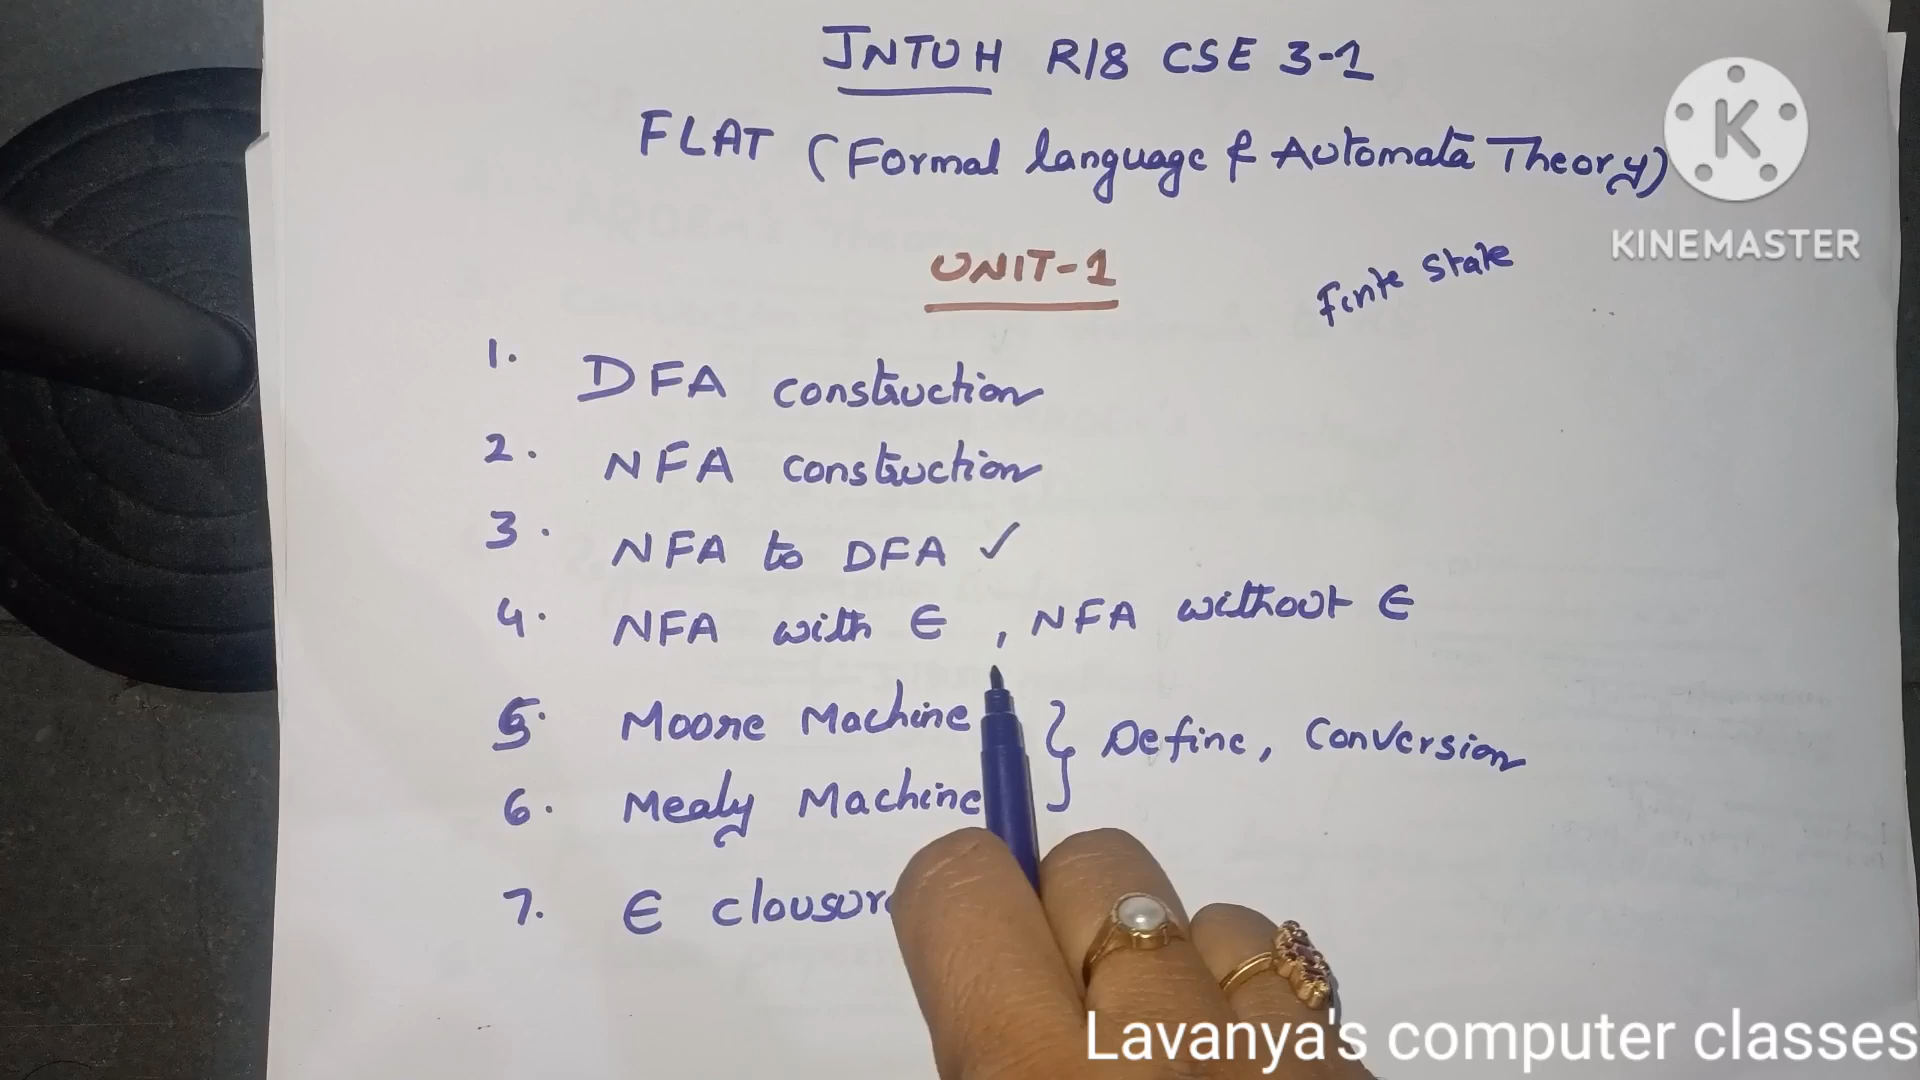 JNTUH R18 CSE 3-1
FLAT (Formal language & Automata Theory)
K
KINEMASTER
UNIT-1
Finite State
1. DFA construction
2. NFA construction
3. NFA to DFA ✓
4. NFA with ∈, NFA without ∈
5. Moore Machine } Define, Conversion
6. Mealy Machine
7. ∈ clousure
Lavanya's computer classes